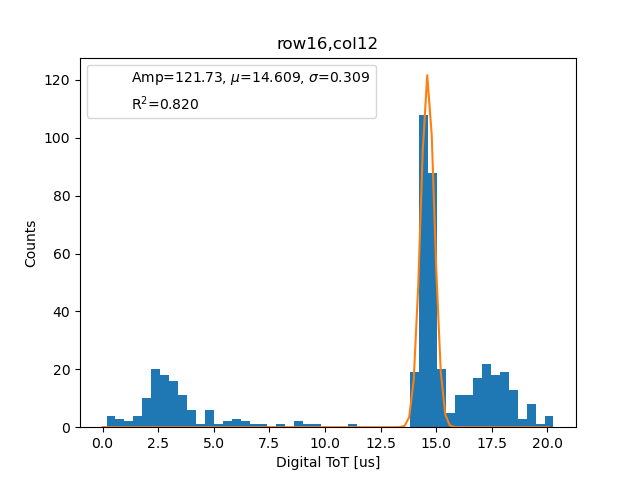 row16,col12
Amp=121.73, μ=14.609, σ=0.309
R²=0.820
Counts
120
100
80
60
40
20
0
0.0 2.5 5.0 7.5 10.0 12.5 15.0 17.5 20.0
Digital ToT [us]